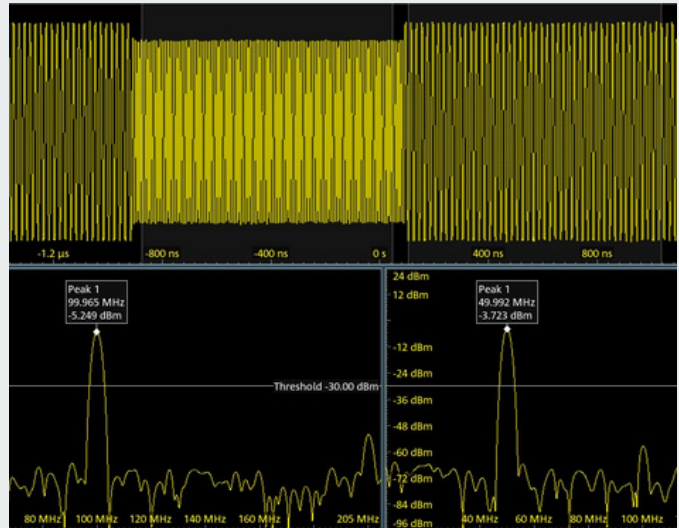 -1.2 µs -800 ns -400 ns 0 s 400 ns 800 ns
Peak 1
99.965 MHz
-5.249 dBm
Threshold -30.00 dBm
80 MHz 100 MHz 120 MHz 140 MHz 160 MHz 205 MHz
24 dBm
12 dBm
Peak 1
49.992 MHz
-3.723 dBm
-12 dBm
-24 dBm
-36 dBm
-48 dBm
-60 dBm
-72 dBm
-84 dBm
-96 dBm
40 MHz 60 MHz 80 MHz 100 MHz